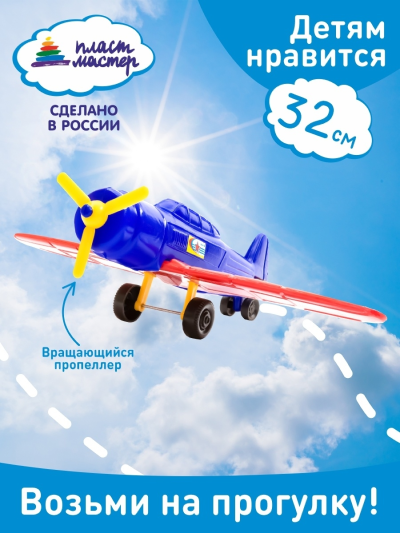 пласт
мастер
СДЕЛАНО
В РОССИИ
Детям
нравится
32 см
Вращающийся
пропеллер
Возьми на прогулку!